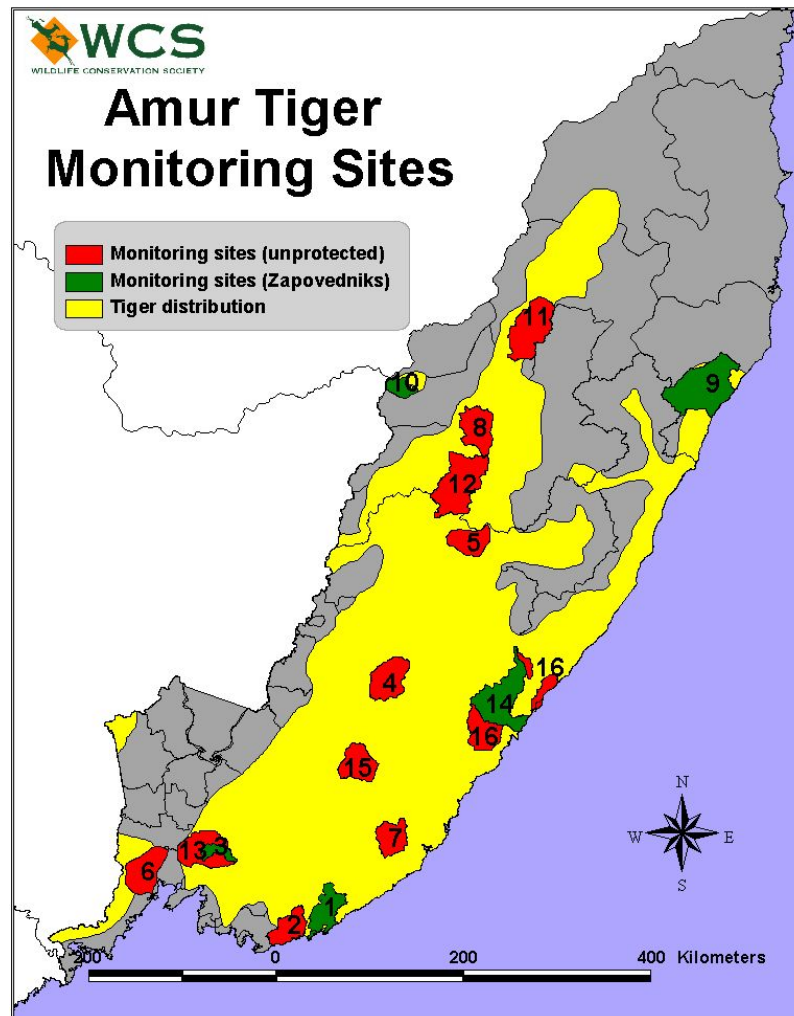 WCS
WILDLIFE CONSERVATION SOCIETY
Amur Tiger
Monitoring Sites
Monitoring sites (unprotected)
Monitoring sites (Zapovedniks)
Tiger distribution
11
10
9
8
12
5
16
4
14
16
15
7
13 3
6
2
1
N
W E
S
200 0 200 400 Kilometers